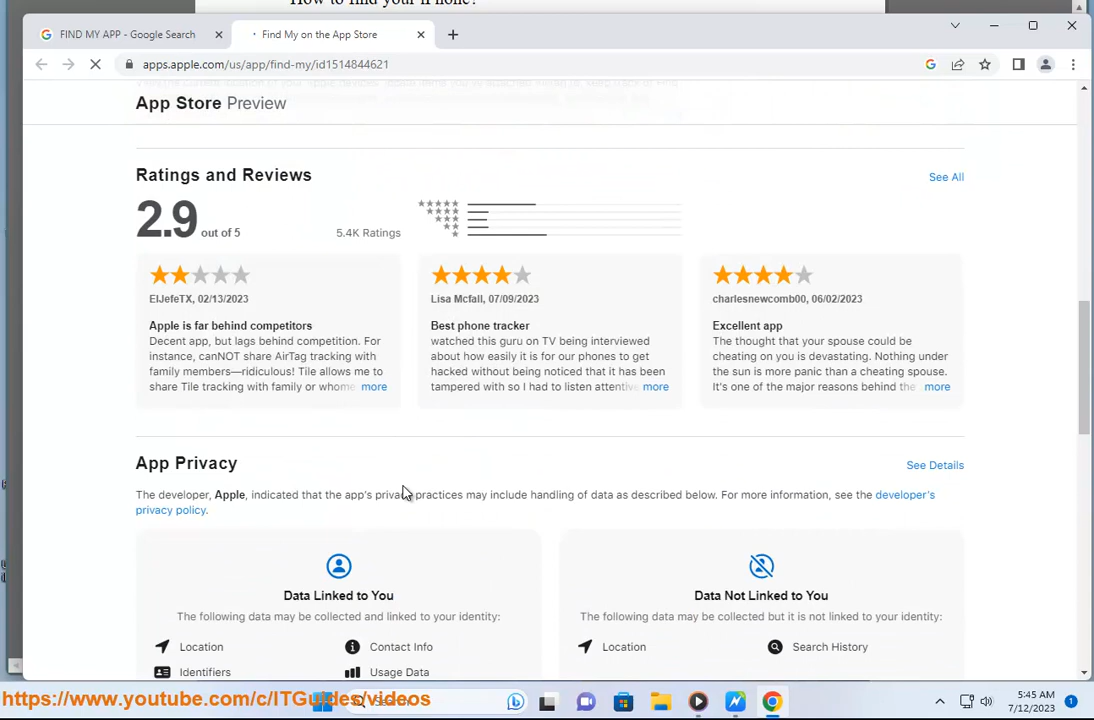 How to find your iPhone?
FIND MY APP - Google Search
Find My on the App Store
apps.apple.com/us/app/find-my/id1514844621
App Store Preview
Ratings and Reviews
See All
2.9 out of 5
5.4K Ratings
ElJefeTX, 02/13/2023
Apple is far behind competitors
Decent app, but lags behind competition. For
instance, canNOT share AirTag tracking with
family members—ridiculous! Tile allows me to
share Tile tracking with family or whome more
Lisa Mcfall, 07/09/2023
Best phone tracker
watched this guru on TV being interviewed
about how easily it is for our phones to get
hacked without being noticed that it has been
tampered with so I had to listen attentive more
charlesnewcomb00, 06/02/2023
Excellent app
The thought that your spouse could be
cheating on you is devastating. Nothing under
the sun is more panic than a cheating spouse.
It's one of the major reasons behind the more
App Privacy
See Details
The developer, Apple, indicated that the app's privacy practices may include handling of data as described below. For more information, see the developer's
privacy policy.
Data Linked to You
The following data may be collected and linked to your identity:
Location
Contact Info
Identifiers
Usage Data
Data Not Linked to You
The following data may be collected but it is not linked to your identity:
Location
Search History
https://www.youtube.com/c/ITGuides/videos
5:45 AM
7/12/2023
1